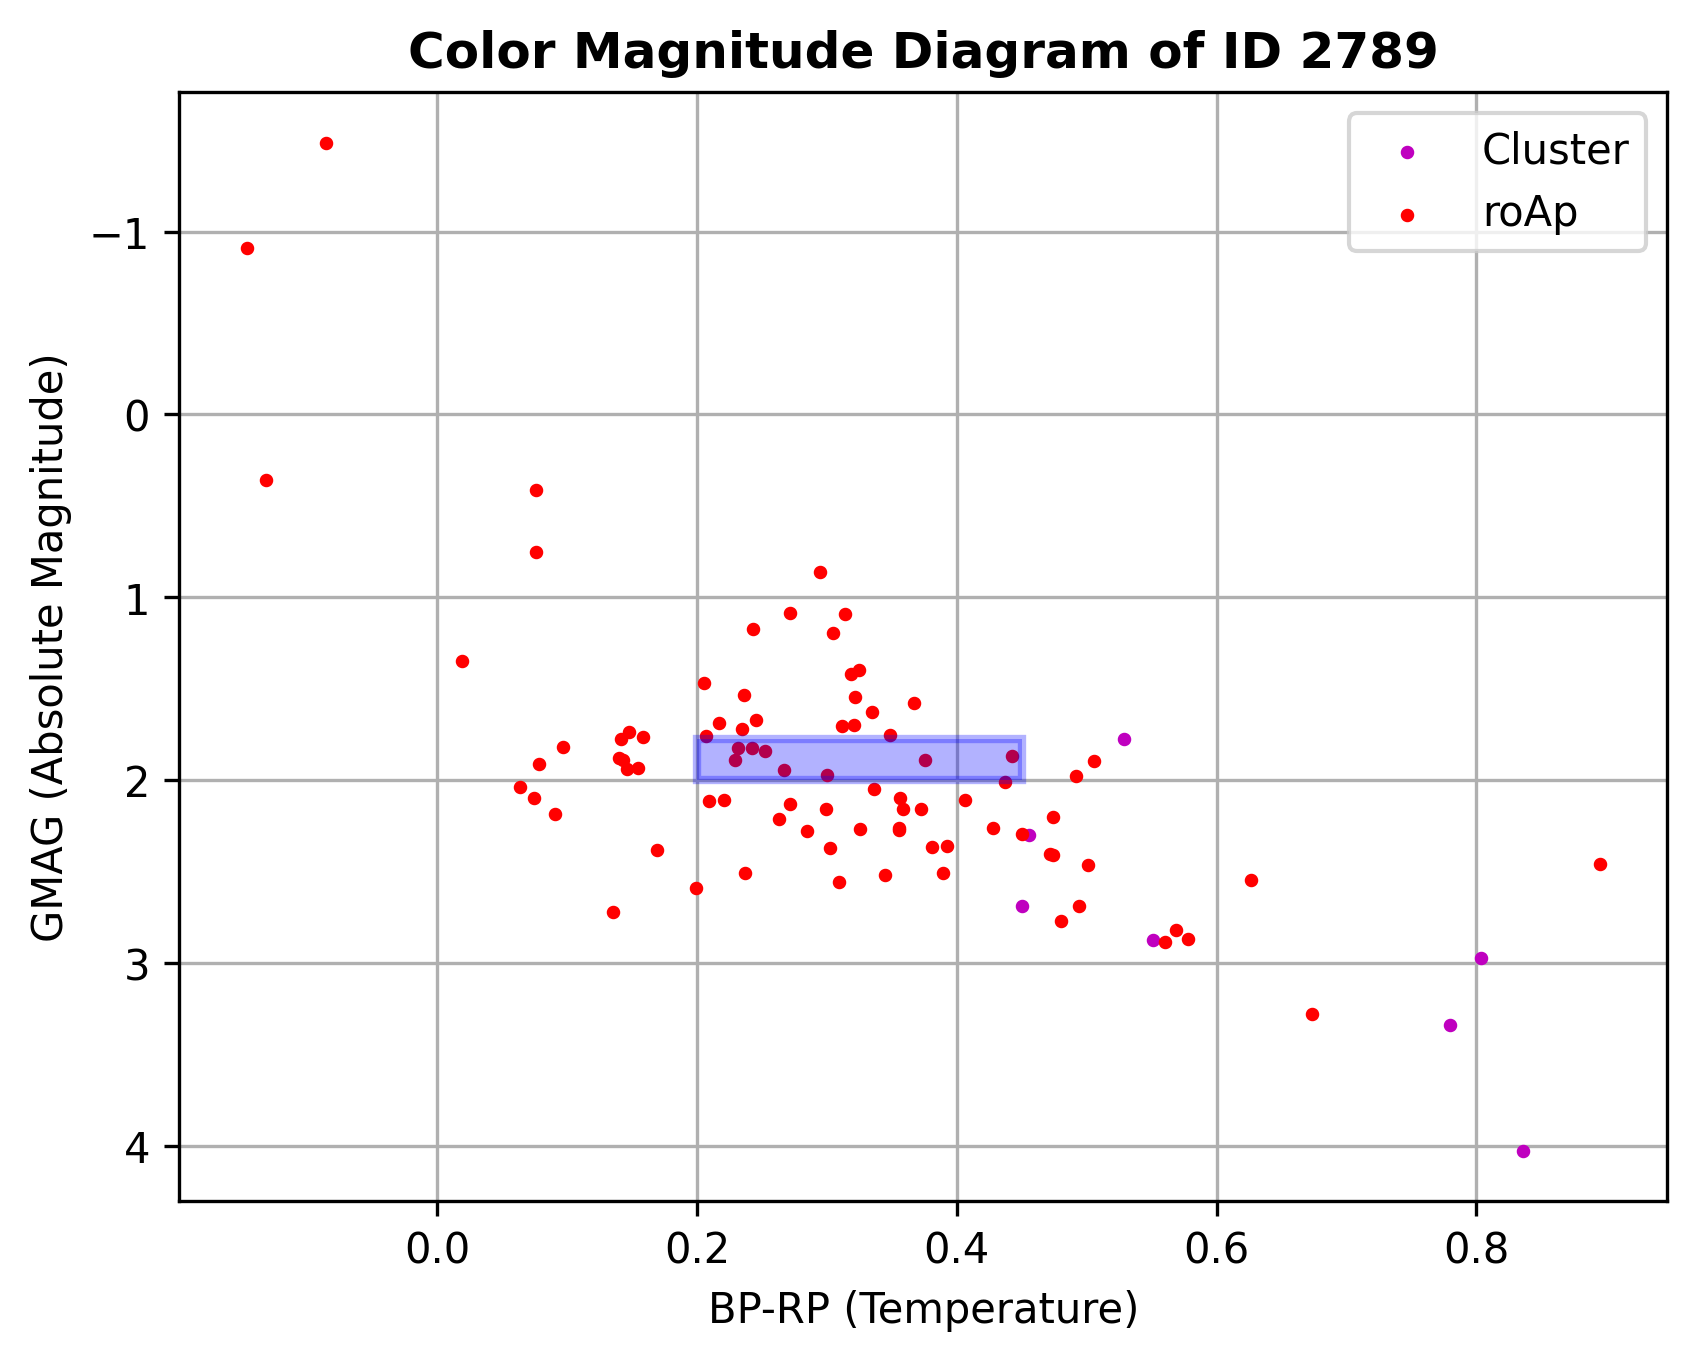 Color Magnitude Diagram of ID 2789
Cluster
roAp
GMAG (Absolute Magnitude)
−1
0
1
2
3
4
0.0 0.2 0.4 0.6 0.8
BP-RP (Temperature)